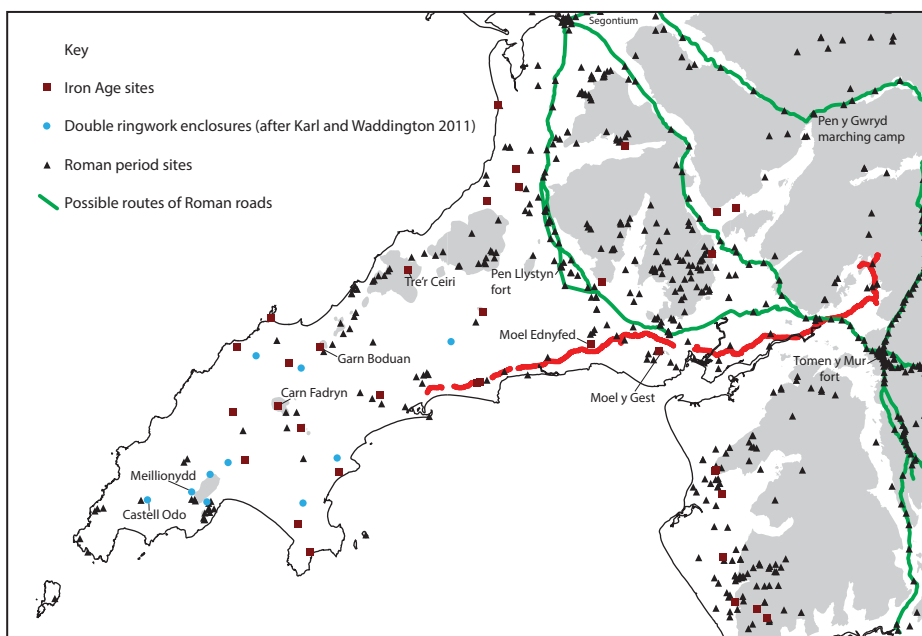 Key
Iron Age sites
Double ringwork enclosures (after Karl and Waddington 2011)
Roman period sites
Possible routes of Roman roads
Segontium
Pen y Gwryd
marching camp
Tre'r Ceiri
Pen Llystyn
fort
Moel Ednyfed
Garn Boduan
Tomen y Mur
fort
Carn Fadryn
Moel y Gest
Meillionydd
Castell Odo